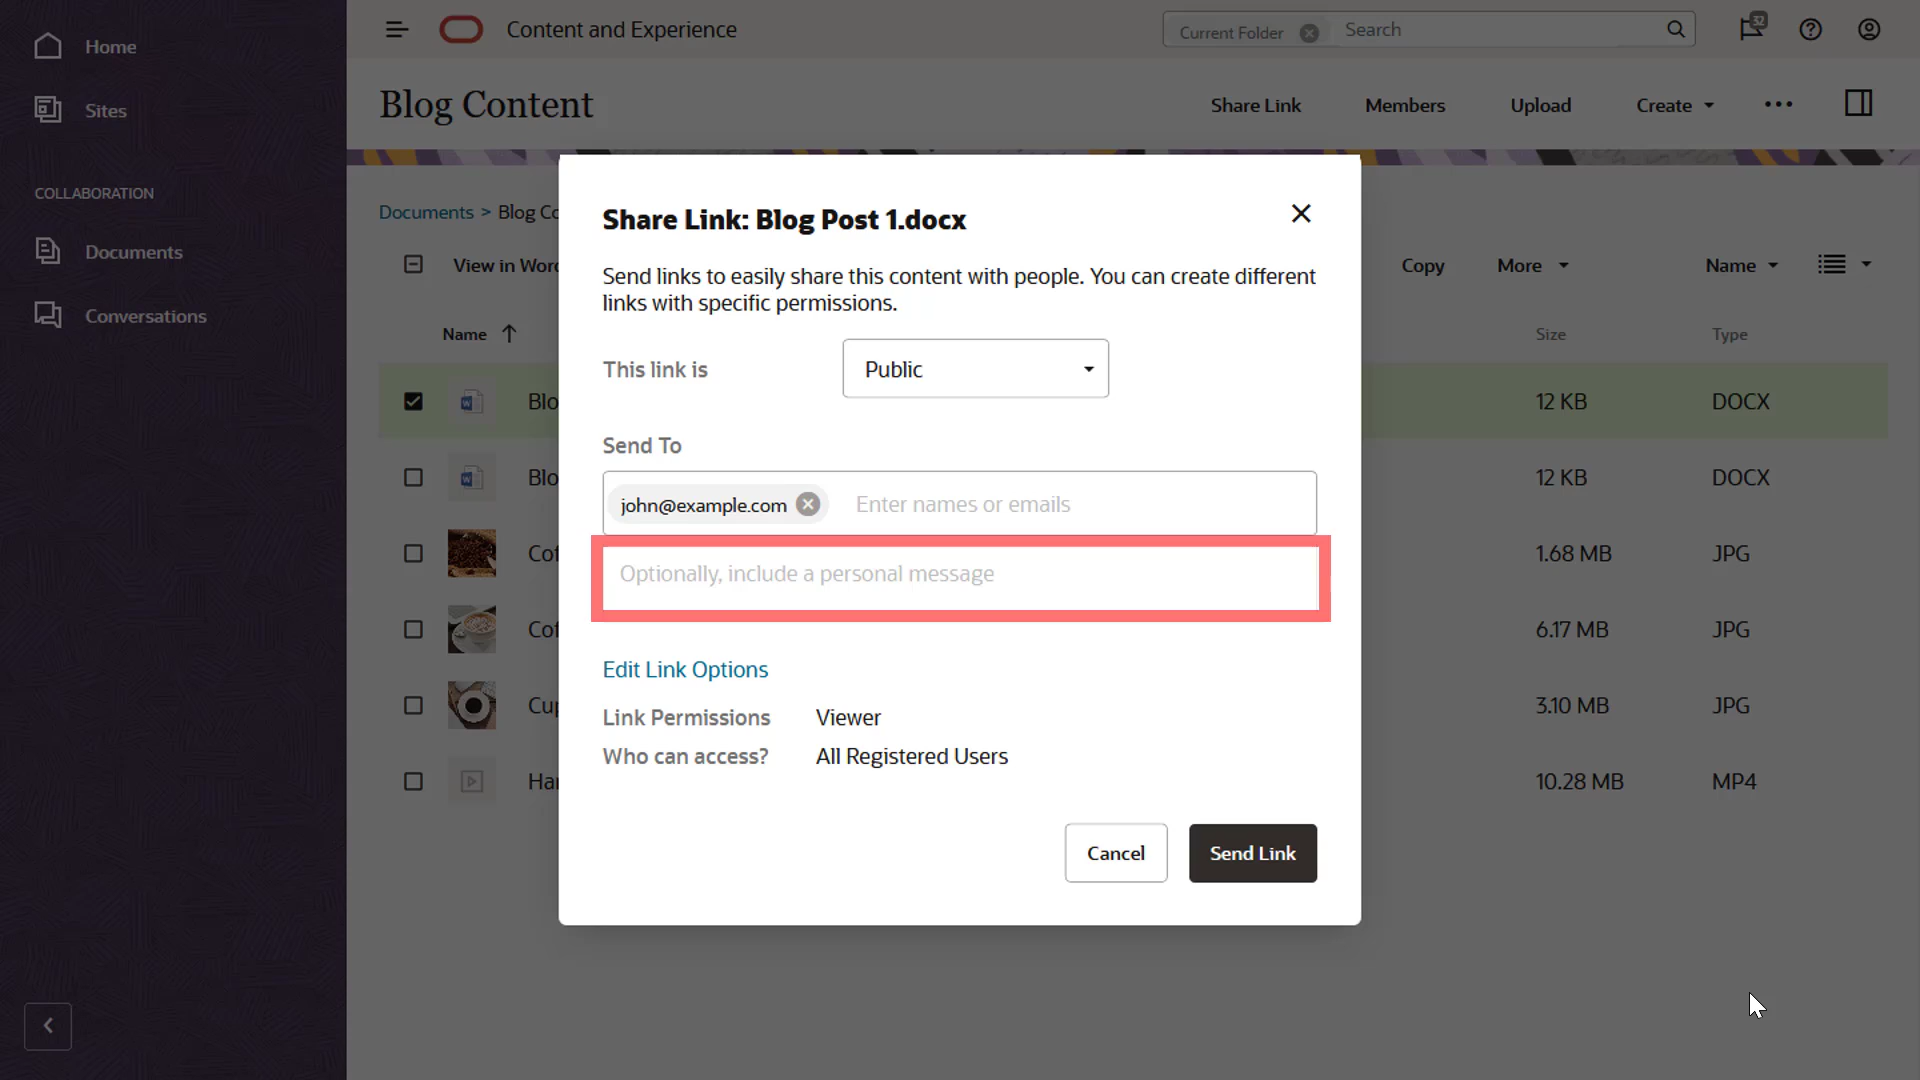 Home
Sites
COLLABORATION
Documents
Conversations
Content and Experience
Current Folder
Search
32
Blog Content
Share Link
Members
Upload
Create
Documents > Blog Co
View in Word
Copy
More
Name
Name
Size
Type
Blo
12 KB
DOCX
Blo
12 KB
DOCX
Cof
1.68 MB
JPG
Cof
6.17 MB
JPG
Cup
3.10 MB
JPG
Har
10.28 MB
MP4
Share Link: Blog Post 1.docx
Send links to easily share this content with people. You can create different
links with specific permissions.
This link is
Public
Send To
john@example.com
Enter names or emails
Optionally, include a personal message
Edit Link Options
Link Permissions
Viewer
Who can access?
All Registered Users
Cancel
Send Link